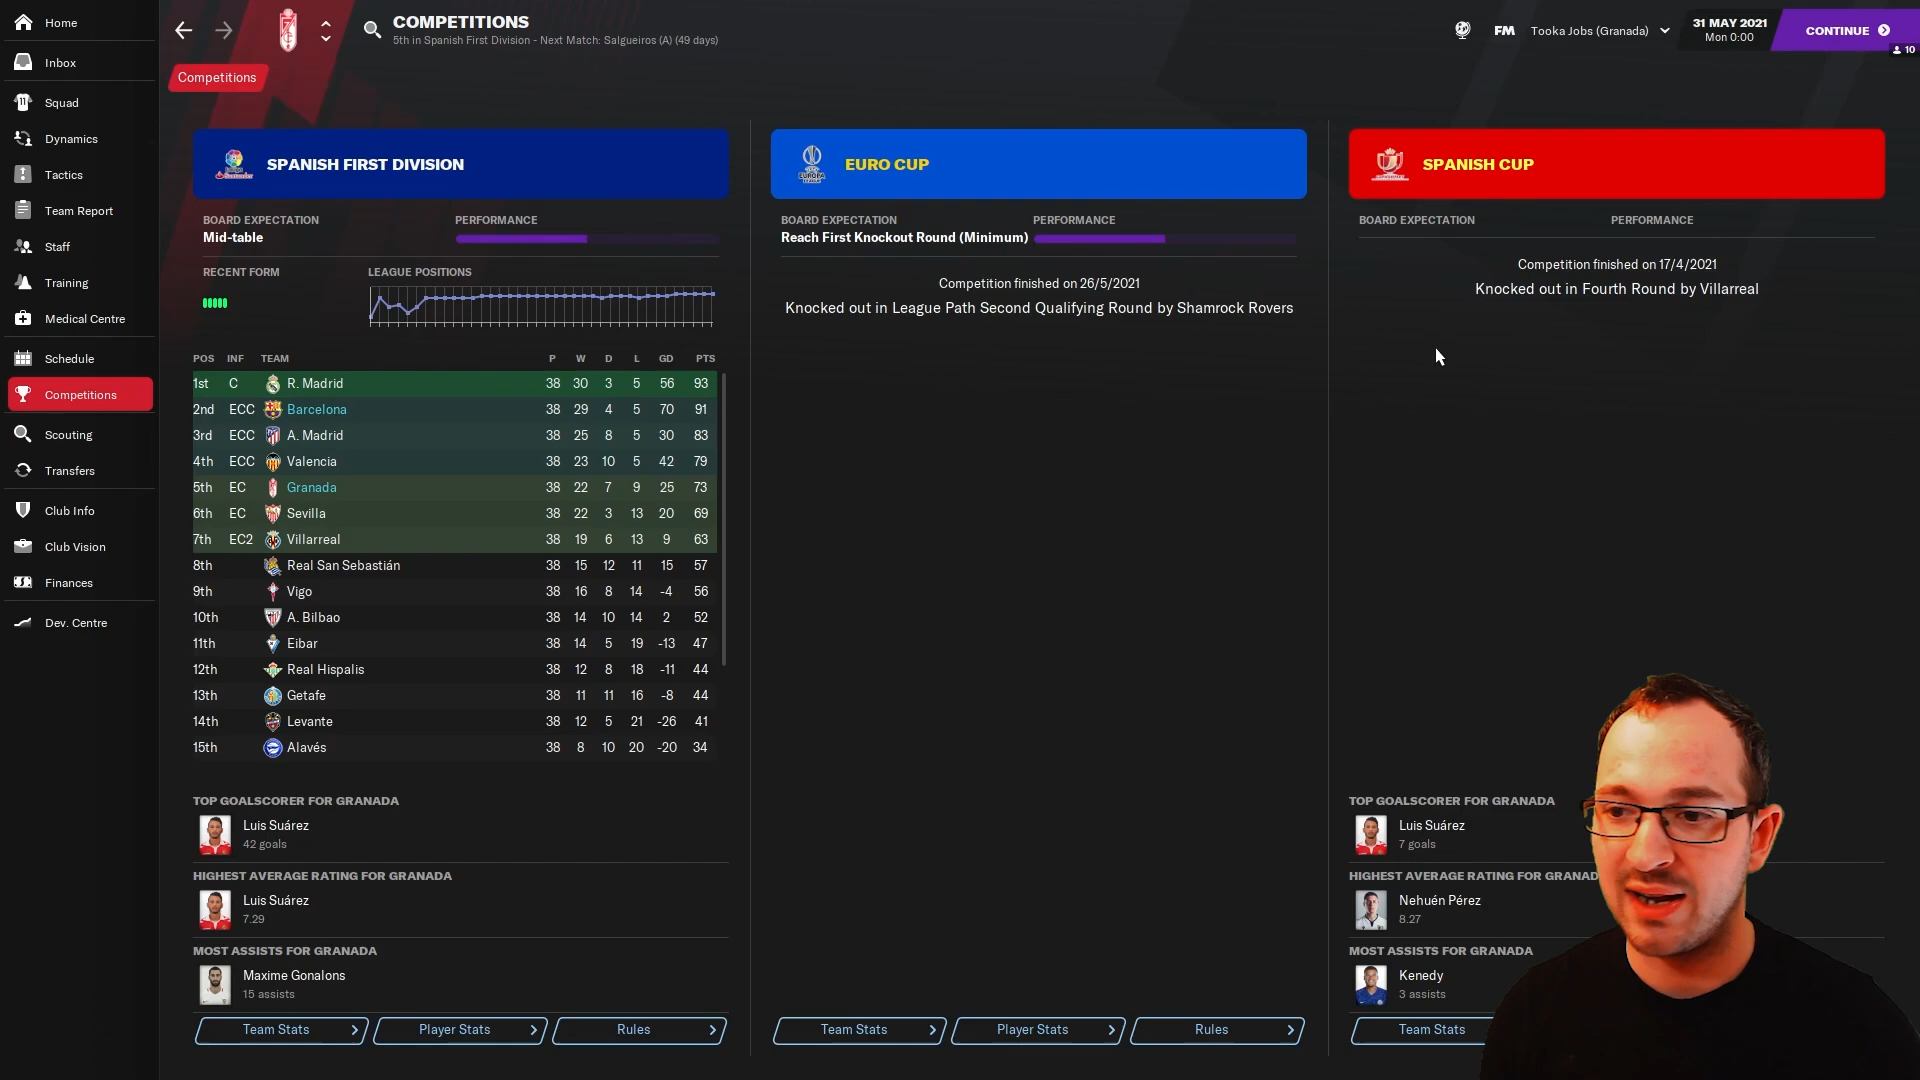 Home
Inbox
Squad
Dynamics
Tactics
Team Report
Staff
Training
Medical Centre
Schedule
Competitions
Scouting
Transfers
Club Info
Club Vision
Finances
Dev. Centre
COMPETITIONS
5th in Spanish First Division - Next Match: Salgueiros (A) (49 days)
FM
Tooka Jobs (Granada)
31 MAY 2021
Mon 0:00
CONTINUE
10
Competitions
SPANISH FIRST DIVISION
BOARD EXPECTATION PERFORMANCE
Mid-table
RECENT FORM LEAGUE POSITIONS
POS INF TEAM P W D L GD PTS
1st C R. Madrid 38 30 3 5 56 93
2nd ECC Barcelona 38 29 4 5 70 91
3rd ECC A. Madrid 38 25 8 5 30 83
4th ECC Valencia 38 23 10 5 42 79
5th EC Granada 38 22 7 9 25 73
6th EC Sevilla 38 22 3 13 20 69
7th EC2 Villarreal 38 19 6 13 9 63
8th Real San Sebastián 38 15 12 11 15 57
9th Vigo 38 16 8 14 -4 56
10th A. Bilbao 38 14 10 14 2 52
11th Eibar 38 14 5 19 -13 47
12th Real Hispalis 38 12 8 18 -11 44
13th Getafe 38 11 11 16 -8 44
14th Levante 38 12 5 21 -26 41
15th Alavés 38 8 10 20 -20 34
TOP GOALSCORER FOR GRANADA
Luis Suárez
42 goals
HIGHEST AVERAGE RATING FOR GRANADA
Luis Suárez
7.29
MOST ASSISTS FOR GRANADA
Maxime Gonalons
15 assists
Team Stats Player Stats Rules
EURO CUP
BOARD EXPECTATION PERFORMANCE
Reach First Knockout Round (Minimum)
Competition finished on 26/5/2021
Knocked out in League Path Second Qualifying Round by Shamrock Rovers
Team Stats Player Stats Rules
SPANISH CUP
BOARD EXPECTATION PERFORMANCE
Competition finished on 17/4/2021
Knocked out in Fourth Round by Villarreal
TOP GOALSCORER FOR GRANADA
Luis Suárez
7 goals
HIGHEST AVERAGE RATING FOR GRANAD
Nehuén Pérez
8.27
MOST ASSISTS FOR GRANADA
Kenedy
3 assists
Team Stats